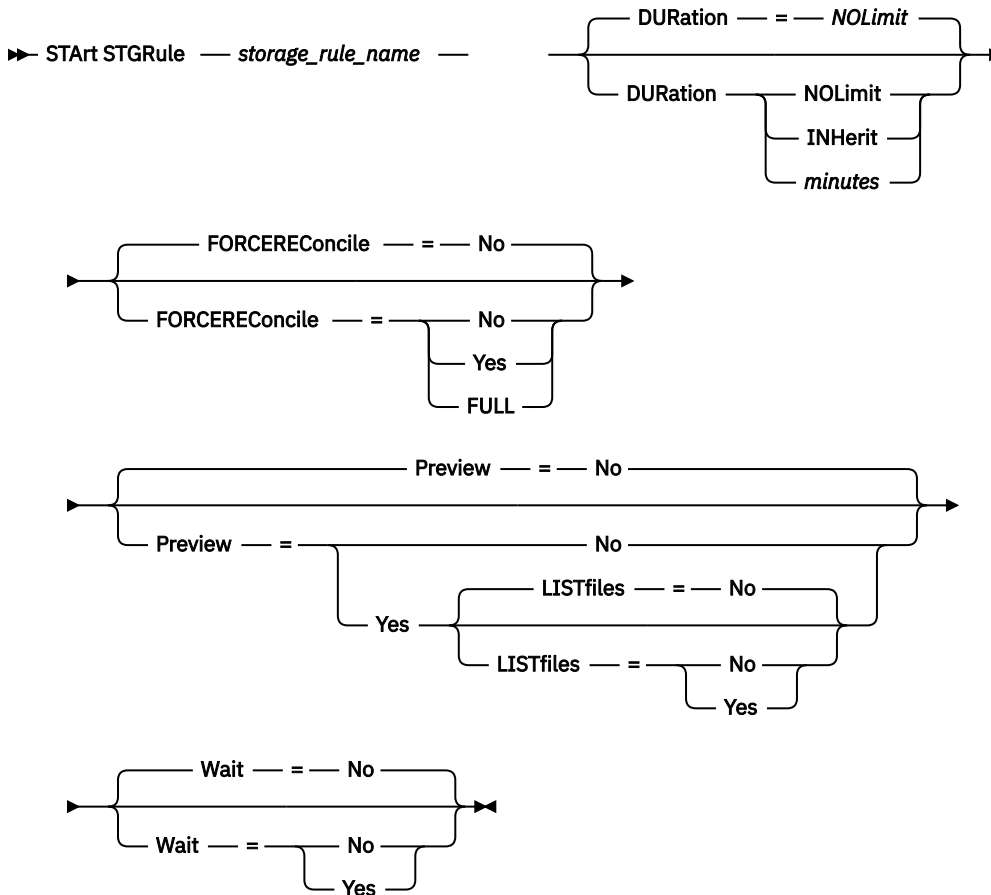 DURation = NOLimit
STArt STGRule storage_rule_name
DURation NOLimit
INHerit
minutes
FORCEREConcile = No
FORCEREConcile = No
Yes
FULL
Preview = No
Preview = No
LISTfiles = No
Yes
LISTfiles = No
Yes
Wait = No
Wait = No
Yes